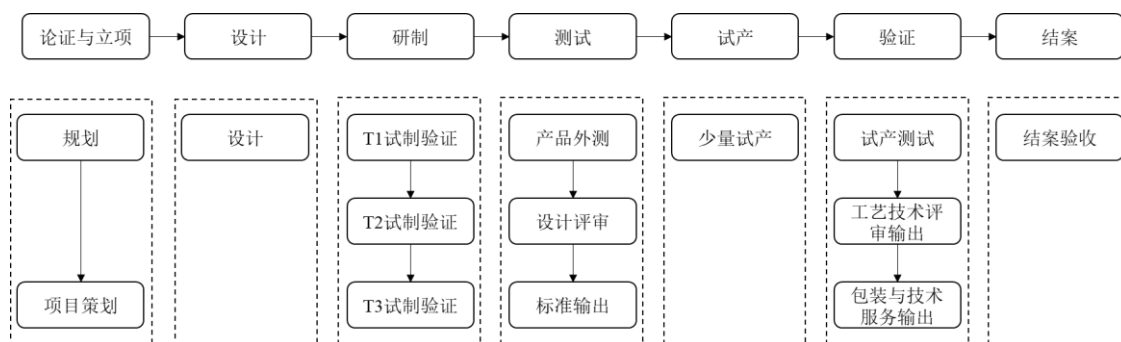 论证与立项
设计
研制
测试
试产
验证
结案
规划
项目策划
设计
T1试制验证
T2试制验证
T3试制验证
产品外测
设计评审
标准输出
少量试产
试产测试
工艺技术评
审输出
包装与技术
服务输出
结案验收